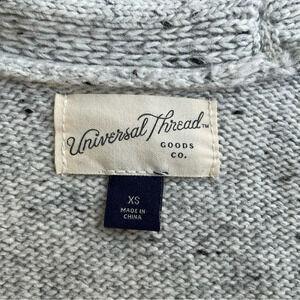 Universal Thread™
GOODS
CO.
XS
MADE IN
CHINA